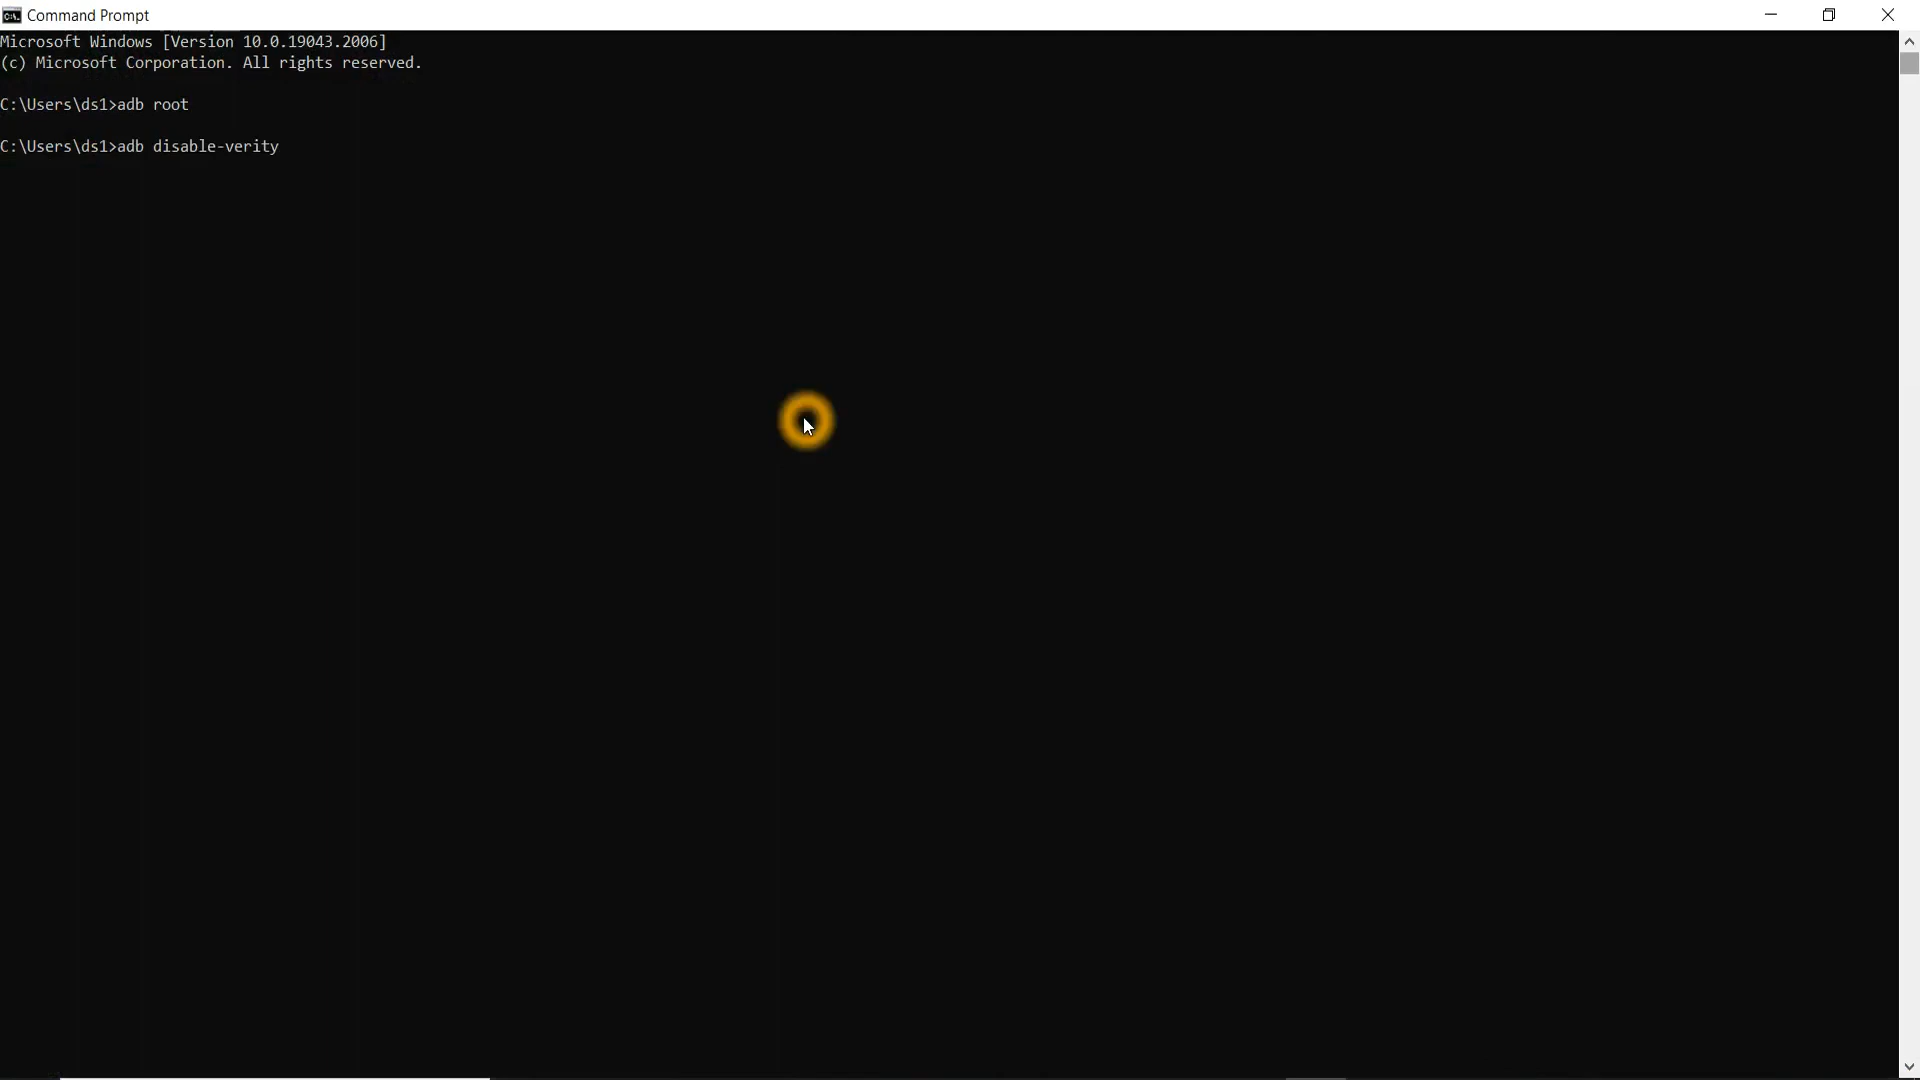 Command Prompt
Microsoft Windows [Version 10.0.19043.2006]
(c) Microsoft Corporation. All rights reserved.
C:\Users\ds1>adb root
C:\Users\ds1>adb disable-verity